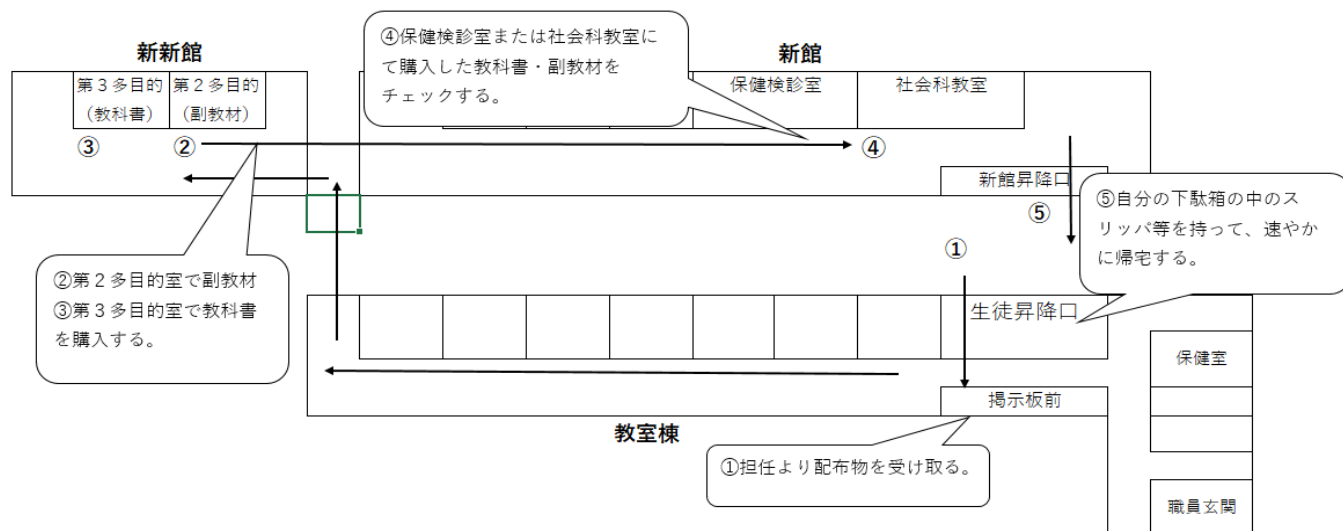 新新館
④保健検診室または社会科教室に
て購入した教科書・副教材を
チェックする。
新館
第３多目的
（教科書）
第２多目的
（副教材）
保健検診室
社会科教室
③
②
④
新館昇降口
⑤
⑤自分の下駄箱の中のス
リッパ等を持って、速やか
に帰宅する。
①
②第２多目的室で副教材
③第３多目的室で教科書
を購入する。
生徒昇降口
保健室
掲示板前
教室棟
①担任より配布物を受け取る。
職員玄関